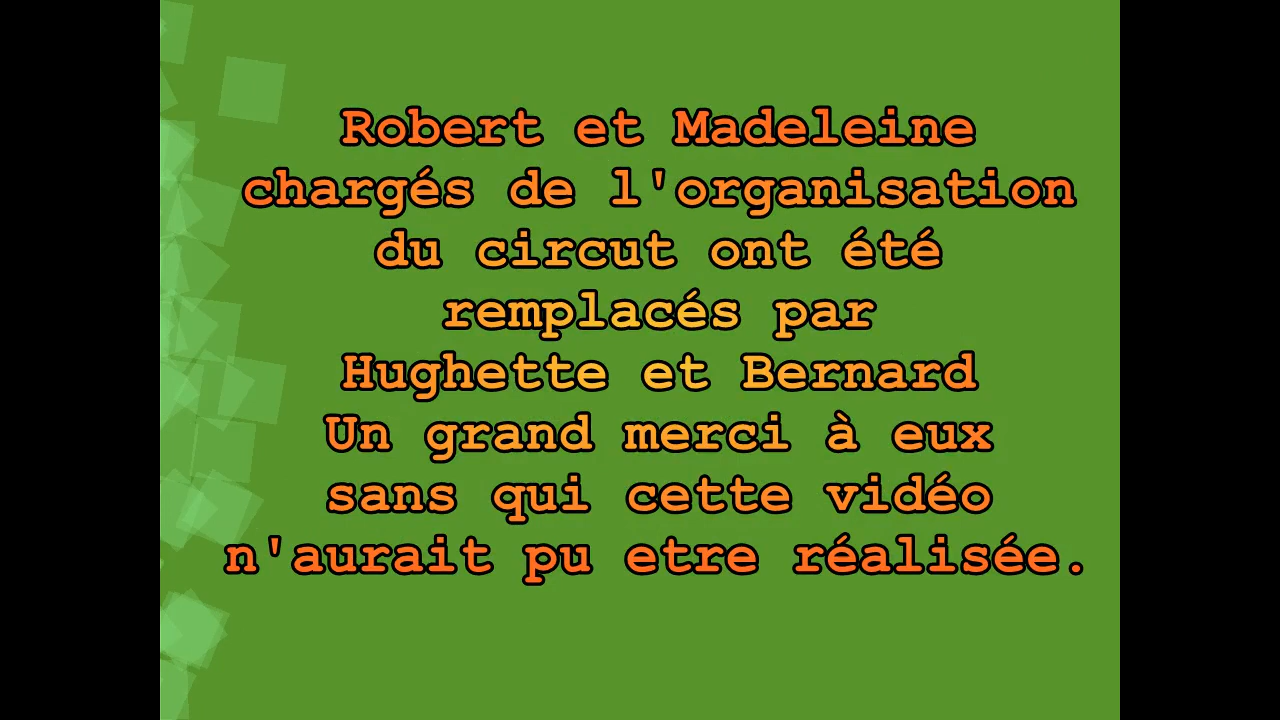 Robert et Madeleine
chargés de l'organisation
du circut ont été
remplacés par
Hughette et Bernard
Un grand merci à eux
sans qui cette vidéo
n'aurait pu etre réalisée.